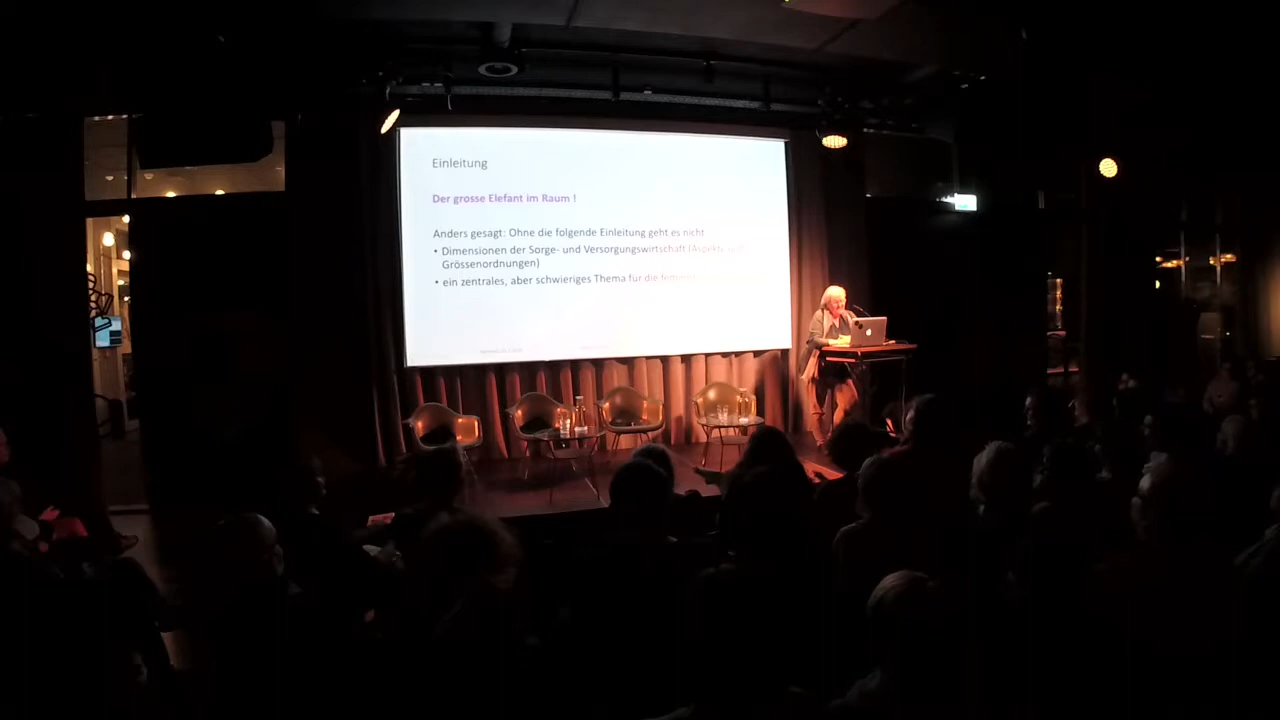 Einleitung
Der grosse Elefant im Raum !
Anders gesagt: Ohne die folgende Einleitung geht es nicht
• Dimensionen der Sorge- und Versorgungswirtschaft (Aspekte
Grössenordnungen)
• ein zentrales, aber schwieriges Thema für die